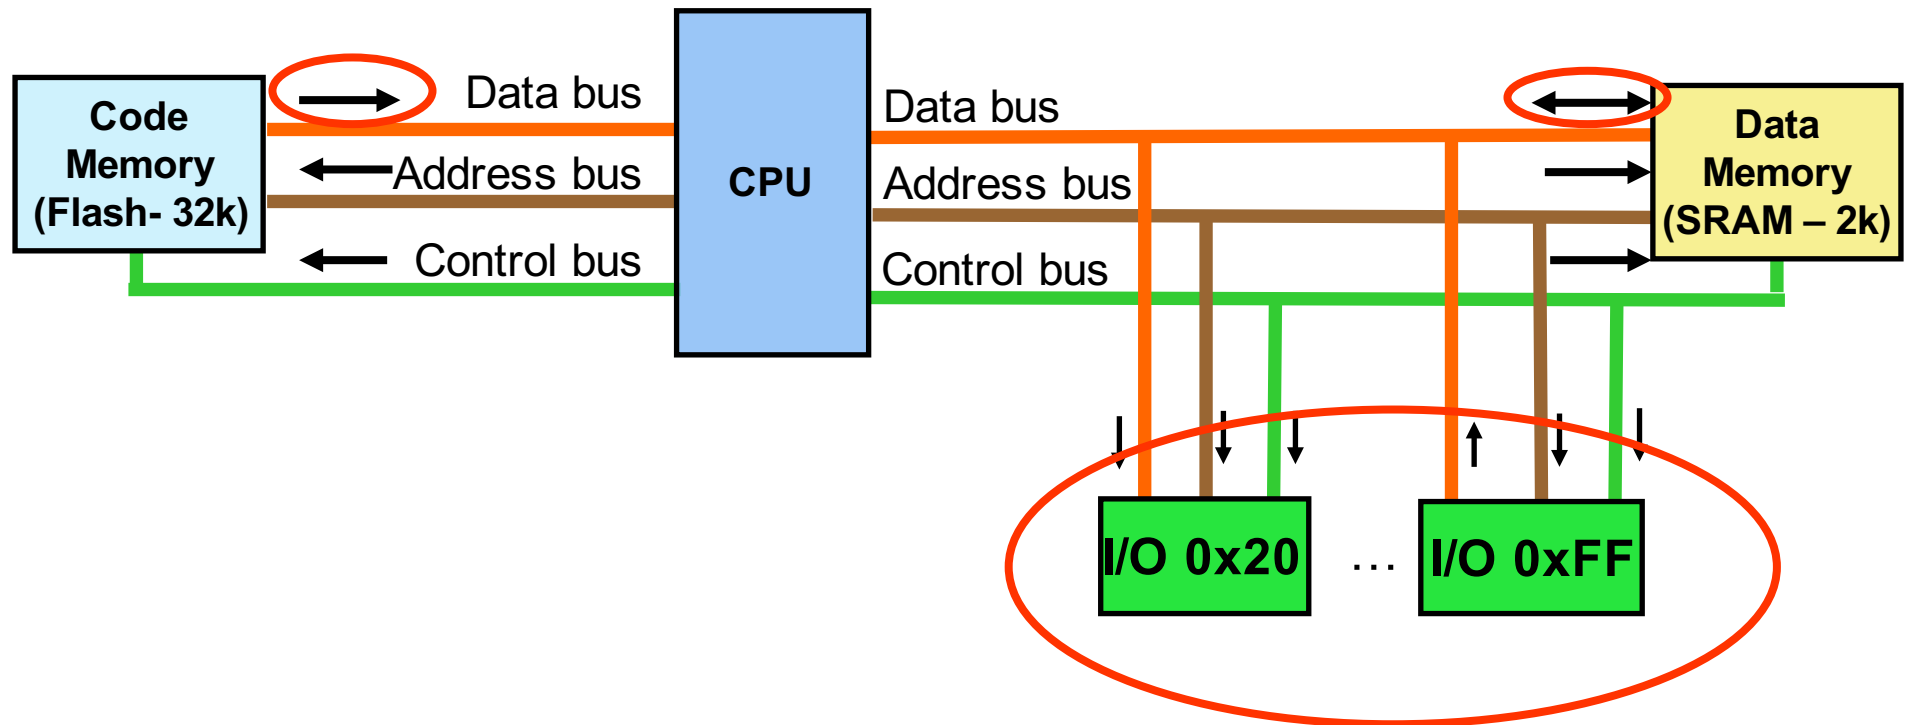 Code
Memory
(Flash- 32k)
Data bus
Address bus
Control bus
CPU
Data bus
Address bus
Control bus
Data
Memory
(SRAM – 2k)
I/O 0x20
...
I/O 0xFF